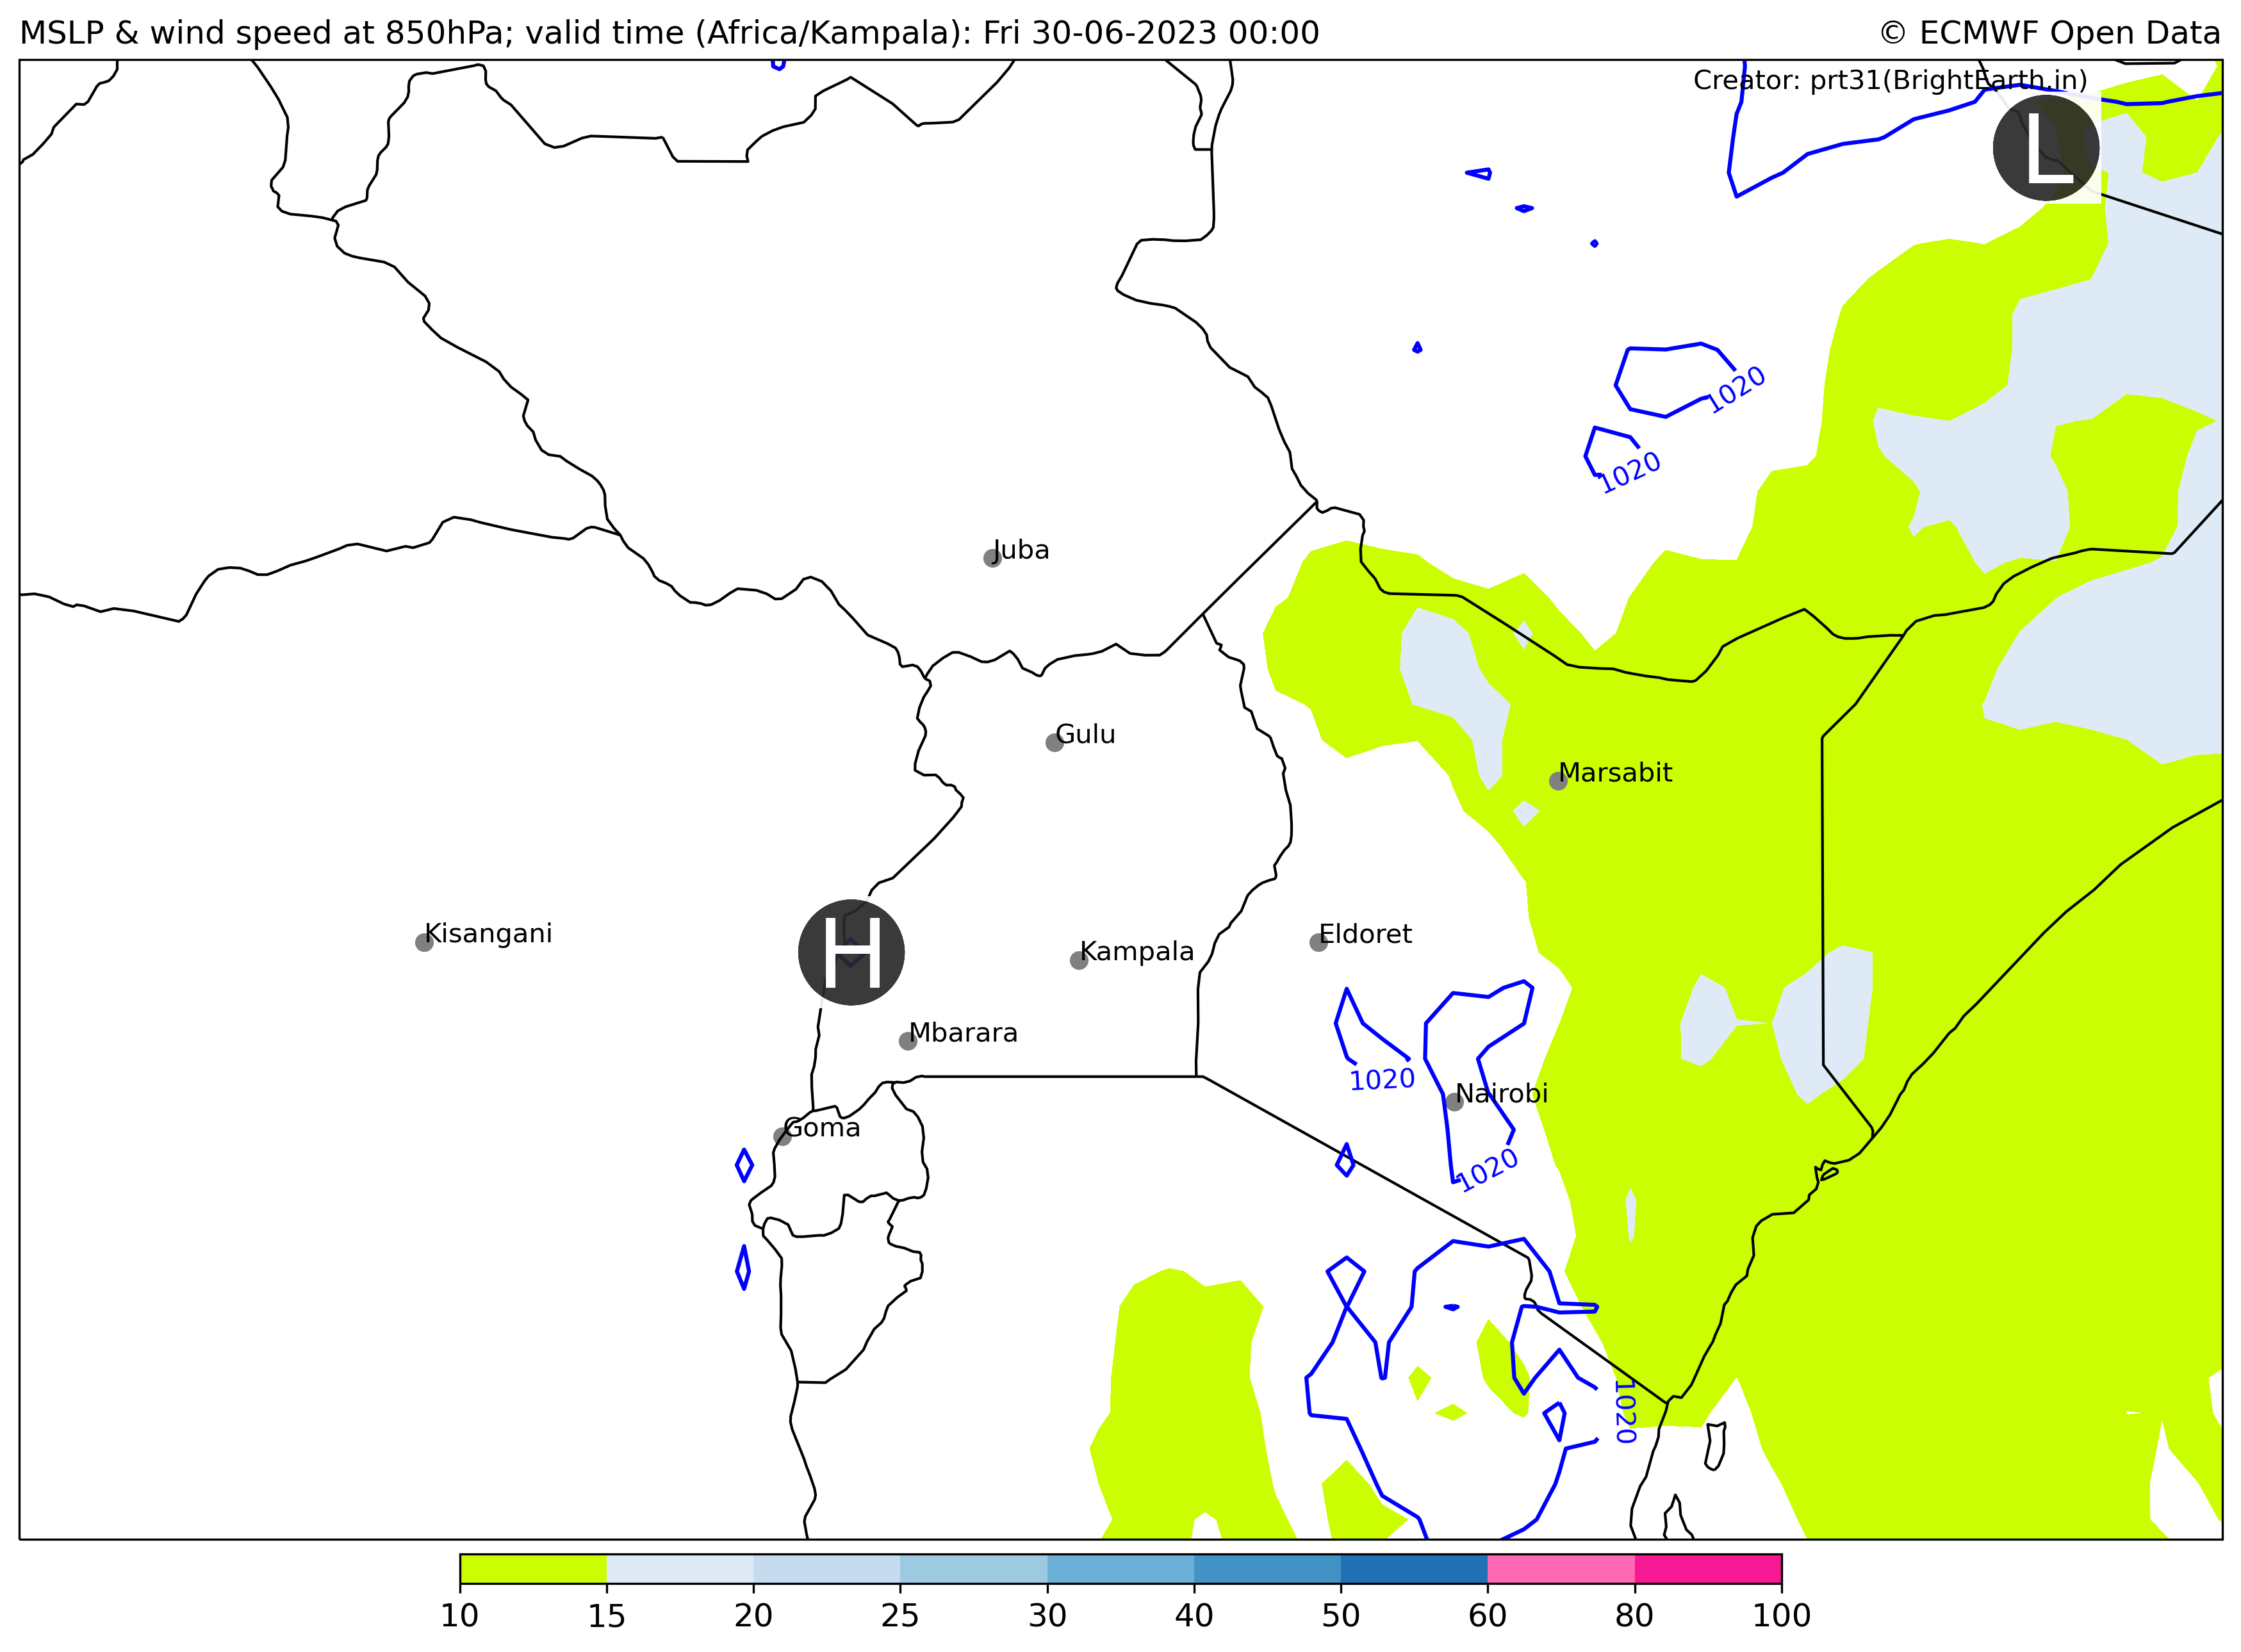 MSLP & wind speed at 850hPa; valid time (Africa/Kampala): Fri 30-06-2023 00:00
© ECMWF Open Data
Creator: prt31(BrightEarth.in)
L
1020
1020
Juba
Gulu
Marsabit
Kisangani
H
Kampala
Eldoret
Mbarara
1020
Nairobi
Goma
1020
1020
10 15 20 25 30 40 50 60 80 100